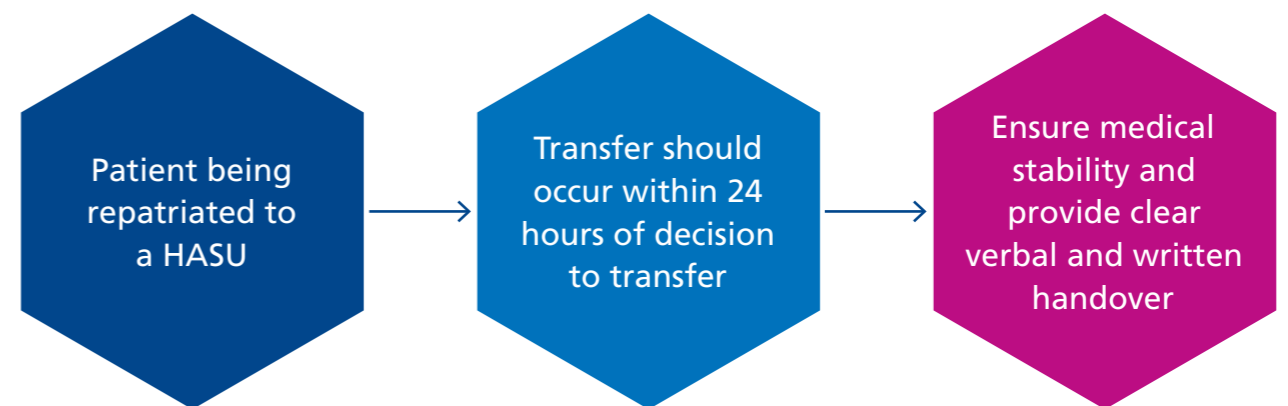 Patient being
repatriated to
a HASU
Transfer should
occur within 24
hours of decision
to transfer
Ensure medical
stability and
provide clear
verbal and written
handover